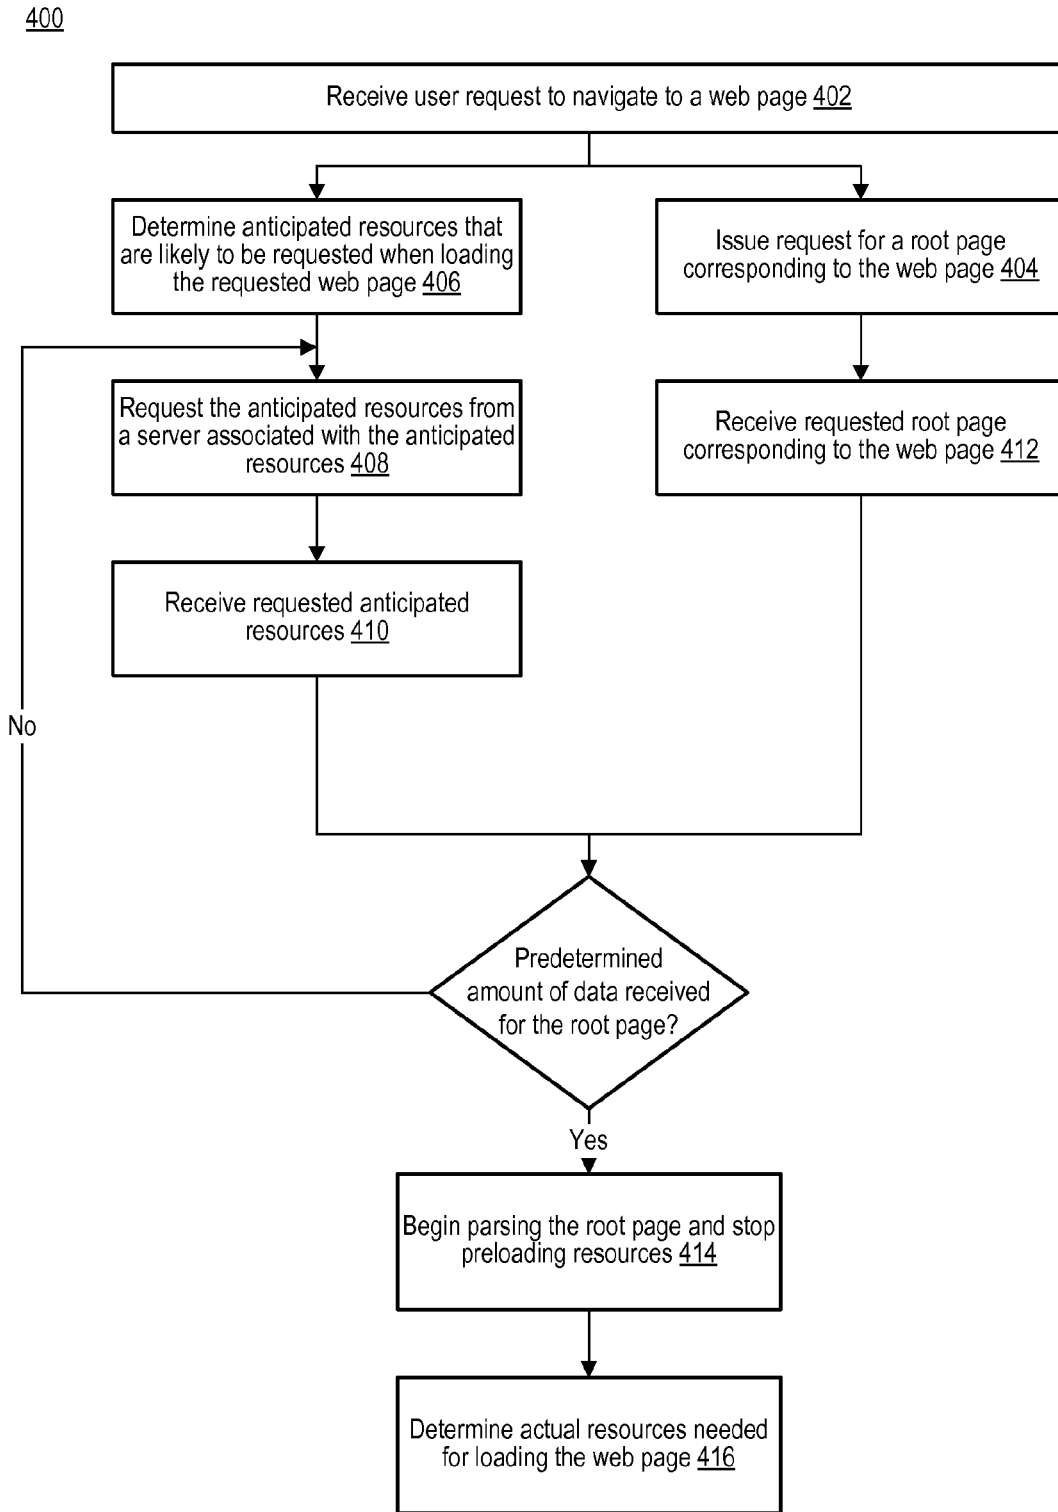 400
Receive user request to navigate to a web page 402
Determine anticipated resources that
are likely to be requested when loading
the requested web page 406
Issue request for a root page
corresponding to the web page 404
Request the anticipated resources from
a server associated with the anticipated
resources 408
Receive requested root page
corresponding to the web page 412
Receive requested anticipated
resources 410
No
Predetermined
amount of data received
for the root page?
Yes
Begin parsing the root page and stop
preloading resources 414
Determine actual resources needed
for loading the web page 416